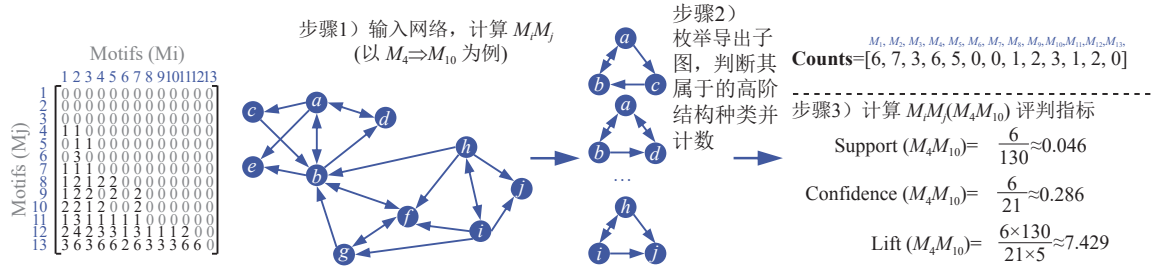 Motifs (Mi)
1 2 3 4 5 6 7 8 9 10 11 12 13
Motifs (Mj)
1 0 0 0 0 0 0 0 0 0 0 0 0 0
2 0 0 0 0 0 0 0 0 0 0 0 0 0
3 0 0 0 0 0 0 0 0 0 0 0 0 0
4 1 1 0 0 0 0 0 0 0 0 0 0 0
5 0 1 1 0 0 0 0 0 0 0 0 0 0
6 0 3 0 0 0 0 0 0 0 0 0 0 0
7 1 1 1 0 0 0 0 0 0 0 0 0 0
8 1 2 1 2 2 0 0 0 0 0 0 0 0
9 1 2 2 0 2 0 2 0 0 0 0 0 0
10 2 2 1 2 0 0 2 0 0 0 0 0 0
11 1 3 1 1 1 1 1 0 0 0 0 0 0
12 2 4 2 3 3 1 3 1 1 1 2 0 0
13 3 6 3 6 6 2 6 3 3 3 6 6 0
步骤1）输入网络，计算 MiMj
(以 M4⇒M10 为例)
c
a
d
e
b
h
j
f
i
g
步骤2）
枚举导出子
图，判断其
属于的高阶
结构种类并
计数
a
b
c
a
b
d
...
h
i
j
M1, M2, M3, M4, M5, M6, M7, M8, M9, M10, M11, M12, M13,
Counts=[6, 7, 3, 6, 5, 0, 0, 1, 2, 3, 1, 2, 0]
步骤3）计算 MiMj(M4M10) 评判指标
Support (M4M10)= 6/130≈0.046
Confidence (M4M10)= 6/21≈0.286
Lift (M4M10)= 6×130/21×5≈7.429